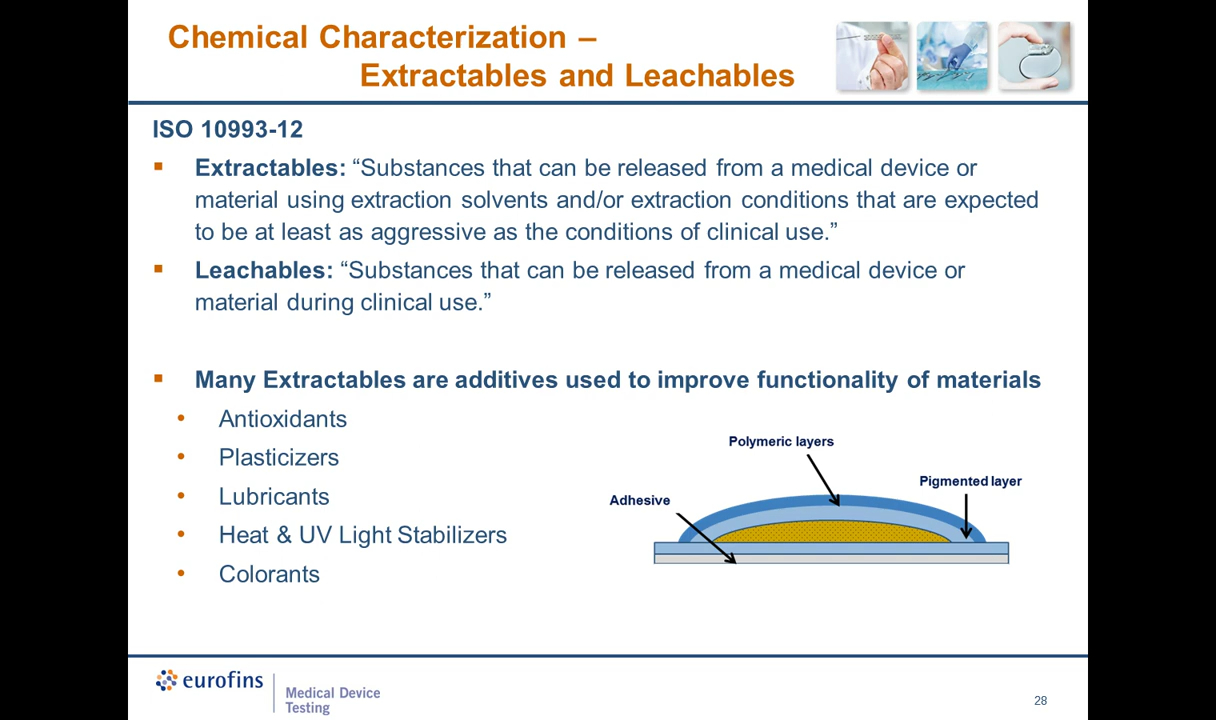 Chemical Characterization –
Extractables and Leachables
ISO 10993-12
▪ Extractables: “Substances that can be released from a medical device or
material using extraction solvents and/or extraction conditions that are expected
to be at least as aggressive as the conditions of clinical use.”
▪ Leachables: “Substances that can be released from a medical device or
material during clinical use.”
▪ Many Extractables are additives used to improve functionality of materials
• Antioxidants
• Plasticizers
• Lubricants
• Heat & UV Light Stabilizers
• Colorants
Polymeric layers
Pigmented layer
Adhesive
eurofins
Medical Device
Testing
28